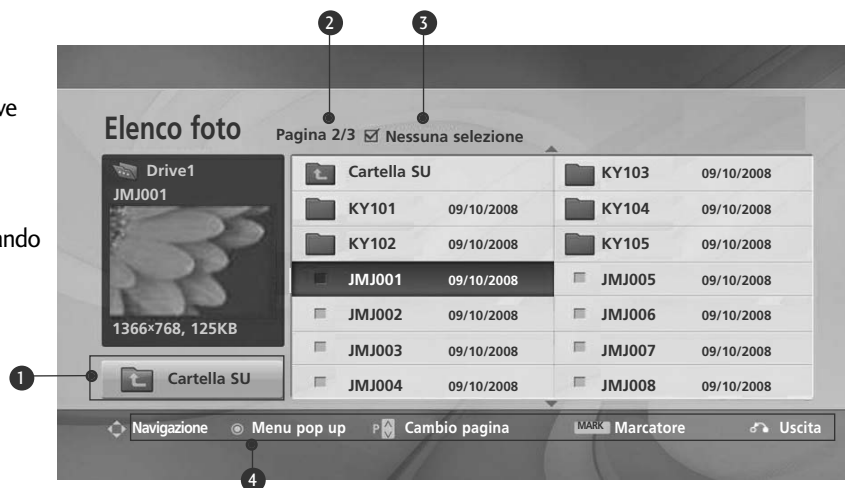 2 3
ve
Elenco foto Pagina 2/3 Nessuna selezione
Drive1
JMJ001
ando
1366×768, 125KB
1 Cartella SU
Cartella SU KY103 09/10/2008
KY101 09/10/2008 KY104 09/10/2008
KY102 09/10/2008 KY105 09/10/2008
JMJ001 09/10/2008 JMJ005 09/10/2008
JMJ002 09/10/2008 JMJ006 09/10/2008
JMJ003 09/10/2008 JMJ007 09/10/2008
JMJ004 09/10/2008 JMJ008 09/10/2008
Navigazione Menu pop up P Cambio pagina MARK Marcatore Uscita
4